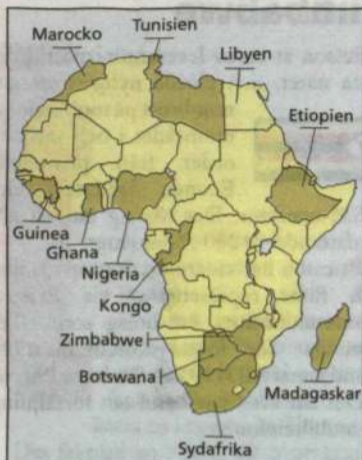 Marocko
Tunisien
Libyen
Etiopien
Guinea
Ghana
Nigeria
Kongo
Zimbabwe
Botswana
Madagaskar
Sydafrika